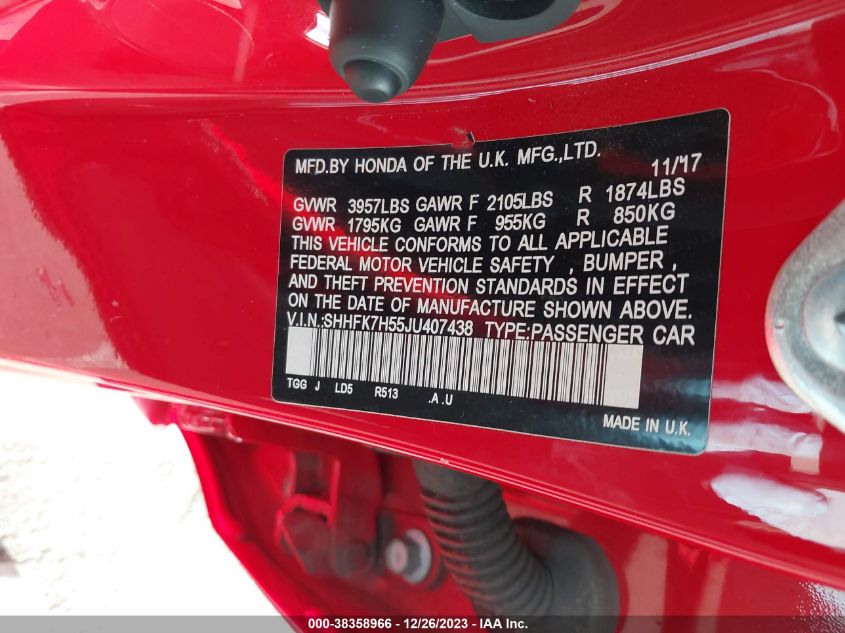 MFD.BY HONDA OF THE U.K. MFG.,LTD. 11/'17
GVWR 3957LBS GAWR F 2105LBS R 1874LBS
GVWR 1795KG GAWR F 955KG R 850KG
THIS VEHICLE CONFORMS TO ALL APPLICABLE
FEDERAL MOTOR VEHICLE SAFETY , BUMPER ,
AND THEFT PREVENTION STANDARDS IN EFFECT
ON THE DATE OF MANUFACTURE SHOWN ABOVE.
V.I.N.:SHHFK7H55JU407438 TYPE:PASSENGER CAR
TGG J LD5 R513 .A.U
MADE IN U.K.
000-38358966 - 12/26/2023 - IAA Inc.